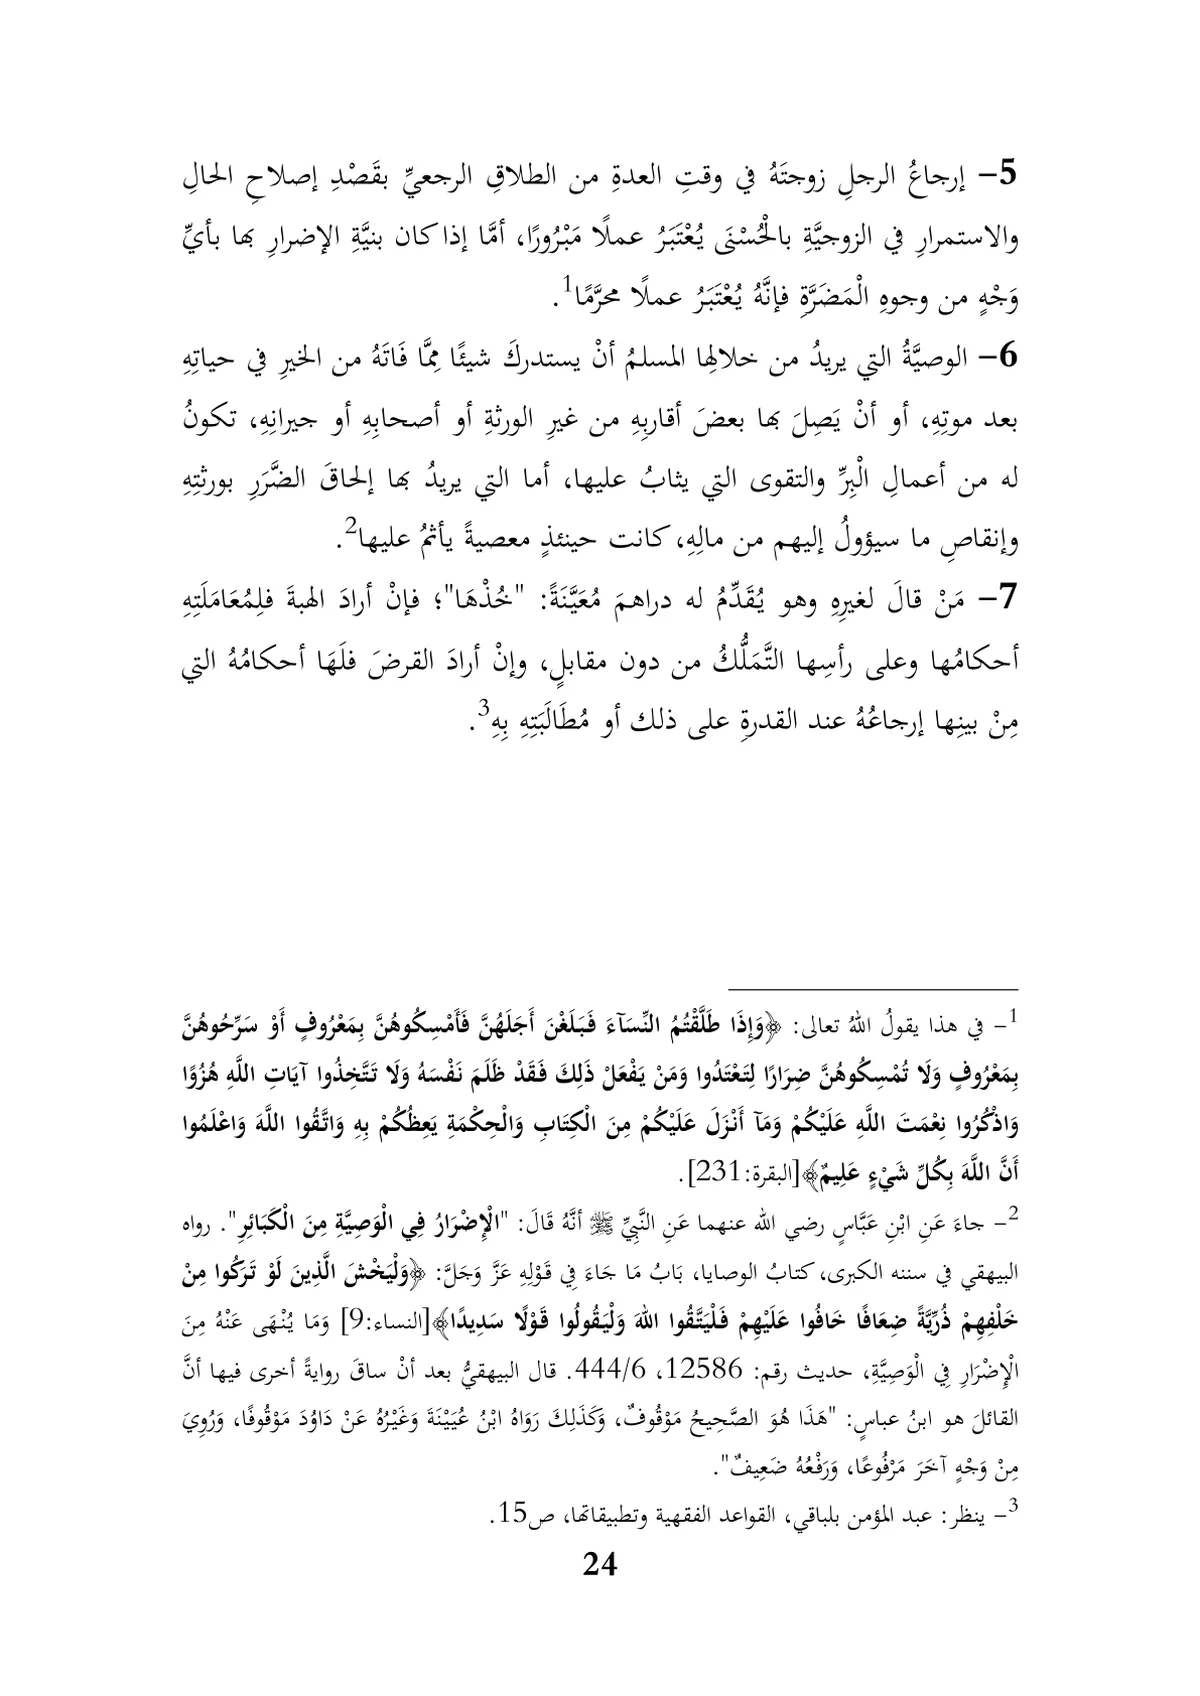 5- إرجاعُ الرجلِ زوجتَهُ في وقتِ العدةِ من الطلاقِ الرجعيِّ بقَصْدِ إصلاحِ الحالِ
والاستمرارِ في الزوجيَّةِ بالْحُسْنَى يُعْتَبَرُ عملًا مَبْرُورًا، أمَّا إذا كان بنيَّةِ الإضرارِ بها بأيِّ
وَجْهٍ من وجوهِ الْمَضَرَّةِ فإنَّهُ يُعْتَبَرُ عملًا محرَّمًا1.
6- الوصيَّةُ التي يريدُ من خلالِها المسلمُ أنْ يستدركَ شيئًا مِمَّا فَاتَهُ من الخيرِ في حياتِهِ
بعد موتِهِ، أو أنْ يَصِلَ بها بعضَ أقاربِهِ من غيرِ الورثةِ أو أصحابِهِ أو جيرانِهِ، تكونُ
له من أعمالِ الْبِرِّ والتقوى التي يثابُ عليها، أما التي يريدُ بها إلحاقَ الضَّرَرِ بورثتِهِ
وإنقاصِ ما سيؤولُ إليهم من مالِهِ، كانت حينئذٍ معصيةً يأثمُ عليها2.
7- مَنْ قالَ لغيرِهِ وهو يُقَدِّمُ له دراهمَ مُعَيَّنَةً: "خُذْهَا"؛ فإنْ أرادَ الهبةَ فلِمُعَامَلَتِهِ
أحكامُها وعلى رأسِها التَّمَلُّكُ من دون مقابلٍ، وإنْ أرادَ القرضَ فلَهَا أحكامُهُ التي
مِنْ بينِها إرجاعُهُ عند القدرةِ على ذلك أو مُطَالَبَتِهِ بِهِ3.
1- في هذا يقولُ اللهُ تعالى: ﴿وَإِذَا طَلَّقْتُمُ النِّسَآءَ فَبَلَغْنَ أَجَلَهُنَّ فَأَمْسِكُوهُنَّ بِمَعْرُوفٍ أَوْ سَرِّحُوهُنَّ
بِمَعْرُوفٍ وَلَا تُمْسِكُوهُنَّ ضِرَارًا لِتَعْتَدُوا وَمَنْ يَفْعَلْ ذَلِكَ فَقَدْ ظَلَمَ نَفْسَهُ وَلَا تَتَّخِذُوا آيَاتِ اللَّهِ هُزُوًا
وَاذْكُرُوا نِعْمَتَ اللَّهِ عَلَيْكُمْ وَمَآ أَنْزَلَ عَلَيْكُمْ مِنَ الْكِتَابِ وَالْحِكْمَةِ يَعِظُكُمْ بِهِ وَاتَّقُوا اللَّهَ وَاعْلَمُوا
أَنَّ اللَّهَ بِكُلِّ شَيْءٍ عَلِيمٌ﴾[البقرة:231].
2- جاءَ عَنِ ابْنِ عَبَّاسٍ رضي الله عنهما عَنِ النَّبِيِّ ﷺ أنَّهُ قَالَ: "الْإِضْرَارُ فِي الْوَصِيَّةِ مِنَ الْكَبَائِرِ". رواه
البيهقي في سننه الكبرى، كتابُ الوصايا، بَابُ مَا جَاءَ فِي قَوْلِهِ عَزَّ وَجَلَّ: ﴿وَلْيَخْشَ الَّذِينَ لَوْ تَرَكُوا مِنْ
خَلْفِهِمْ ذُرِّيَّةً ضِعَافًا خَافُوا عَلَيْهِمْ فَلْيَتَّقُوا اللهَ وَلْيَقُولُوا قَوْلًا سَدِيدًا﴾[النساء:9] وَمَا يُنْهَى عَنْهُ مِنَ
الْإِضْرَارِ فِي الْوَصِيَّةِ، حديث رقم: 12586، 444/6. قال البيهقيُّ بعد أنْ ساقَ روايةً أخرى فيها أنَّ
القائلَ هو ابنُ عباسٍ: "هَذَا هُوَ الصَّحِيحُ مَوْقُوفٌ، وَكَذَلِكَ رَوَاهُ ابْنُ عُيَيْنَةَ وَغَيْرُهُ عَنْ دَاوُدَ مَوْقُوفًا، وَرُوِيَ
مِنْ وَجْهٍ آخَرَ مَرْفُوعًا، وَرَفْعُهُ ضَعِيفٌ".
3- ينظر: عبد المؤمن بلباقي، القواعد الفقهية وتطبيقاتها، ص15.
24